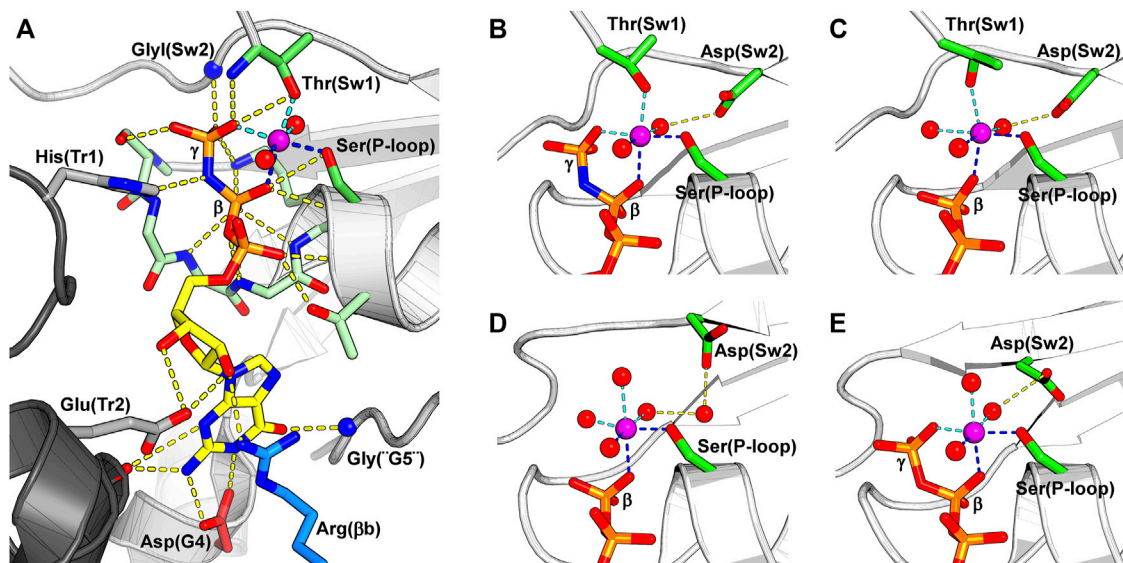 A
GlyI(Sw2)
Thr(Sw1)
γ
His(Tr1)
Ser(P-loop)
β
Glu(Tr2)
Gly(¨G5¨)
Asp(G4)
Arg(βb)
B
Thr(Sw1)
Asp(Sw2)
γ
β
Ser(P-loop)
C
Thr(Sw1)
Asp(Sw2)
β
Ser(P-loop)
D
Asp(Sw2)
Ser(P-loop)
β
E
Asp(Sw2)
γ
β
Ser(P-loop)